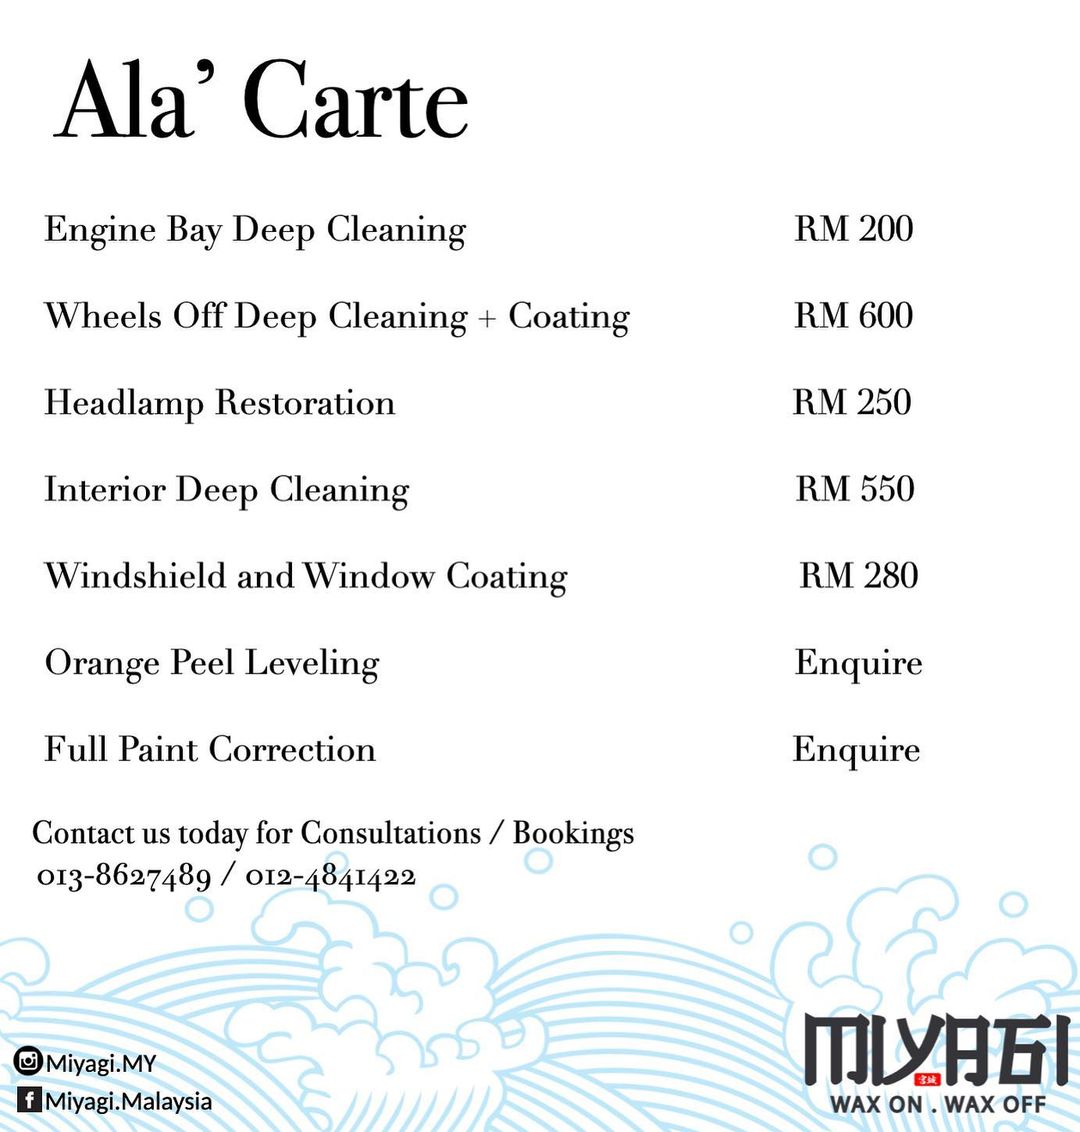 Ala’ Carte
Engine Bay Deep Cleaning RM 200
Wheels Off Deep Cleaning + Coating RM 600
Headlamp Restoration RM 250
Interior Deep Cleaning RM 550
Windshield and Window Coating RM 280
Orange Peel Leveling Enquire
Full Paint Correction Enquire
Contact us today for Consultations / Bookings
013-8627489 / 012-4841422
Miyagi.MY
Miyagi.Malaysia
MIYAGI
宮城
WAX ON . WAX OFF